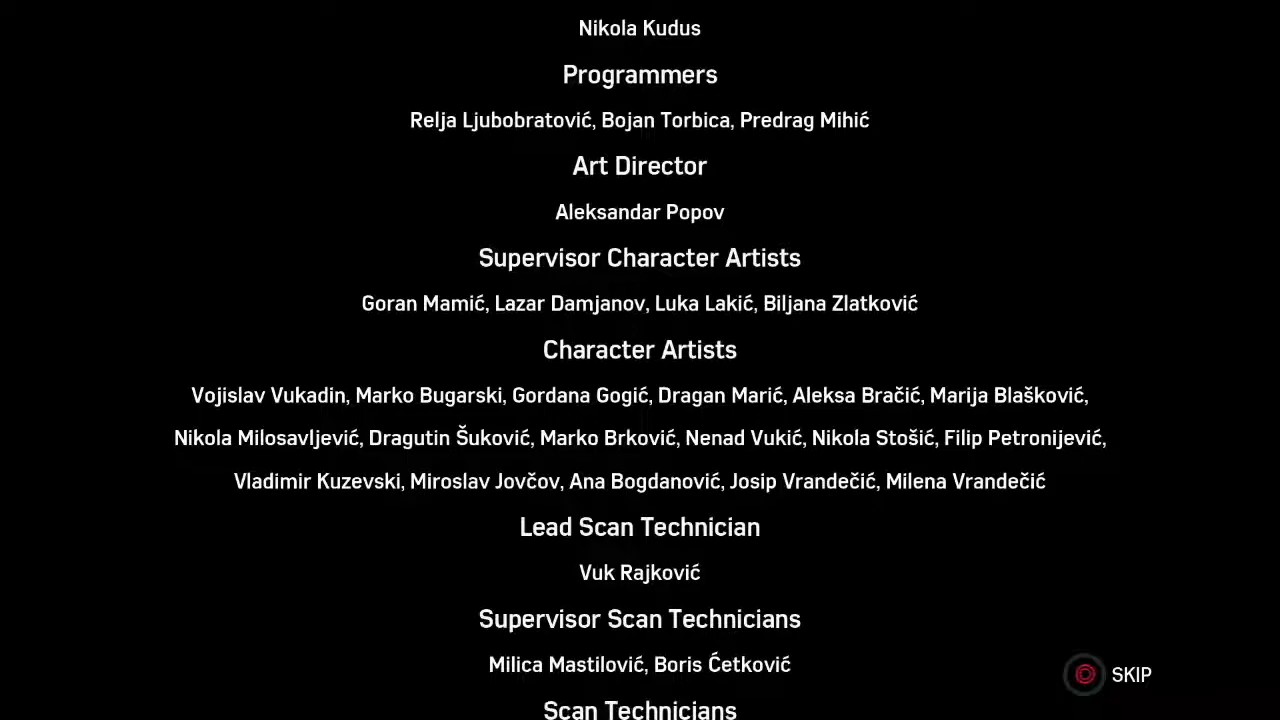 Nikola Kudus
Programmers
Relja Ljubobratović, Bojan Torbica, Predrag Mihić
Art Director
Aleksandar Popov
Supervisor Character Artists
Goran Mamić, Lazar Damjanov, Luka Lakić, Biljana Zlatković
Character Artists
Vojislav Vukadin, Marko Bugarski, Gordana Gogić, Dragan Marić, Aleksa Bračić, Marija Blašković,
Nikola Milosavljević, Dragutin Šuković, Marko Brković, Nenad Vukić, Nikola Stošić, Filip Petronijević,
Vladimir Kuzevski, Miroslav Jovčov, Ana Bogdanović, Josip Vrandečić, Milena Vrandečić
Lead Scan Technician
Vuk Rajković
Supervisor Scan Technicians
Milica Mastilović, Boris Ćetković
SKIP
Scan Technicians